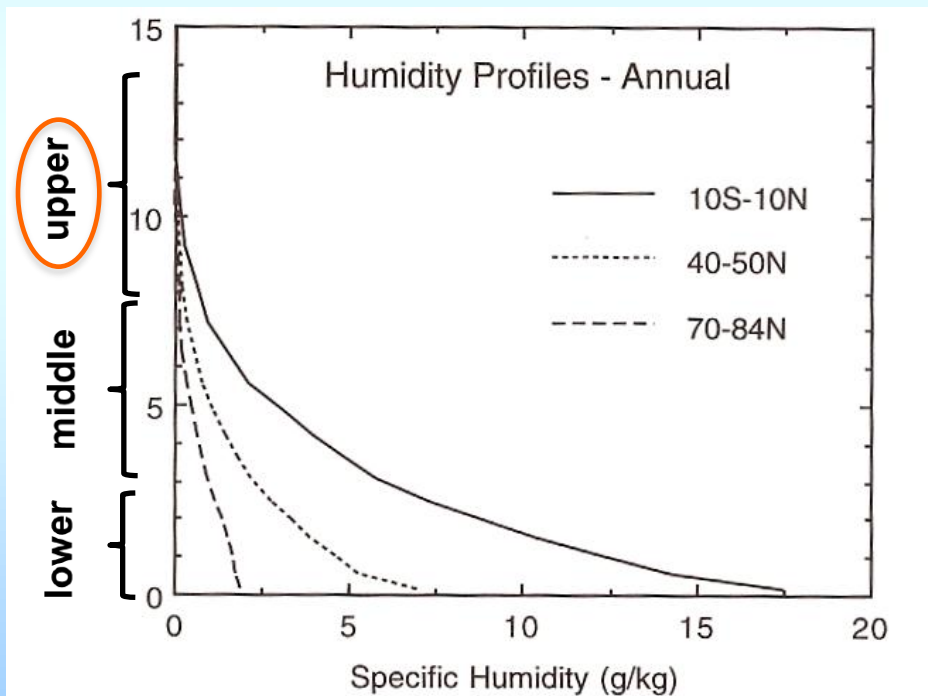 Humidity Profiles - Annual
10S-10N
40-50N
70-84N
upper
middle
lower
15
10
5
0
0 5 10 15 20
Specific Humidity (g/kg)